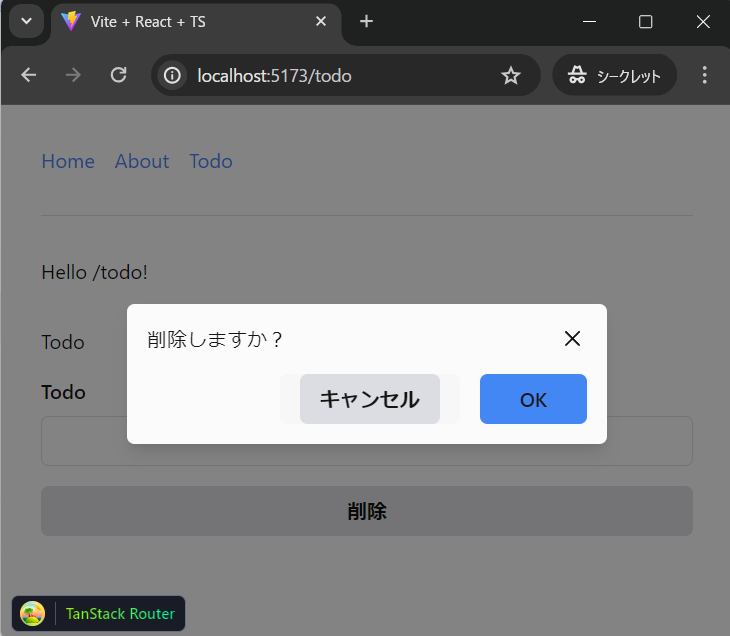 Vite + React + TS
localhost:5173/todo
シークレット
Home About Todo
Hello /todo!
削除しますか？
Todo
キャンセル OK
Todo
削除
TanStack Router